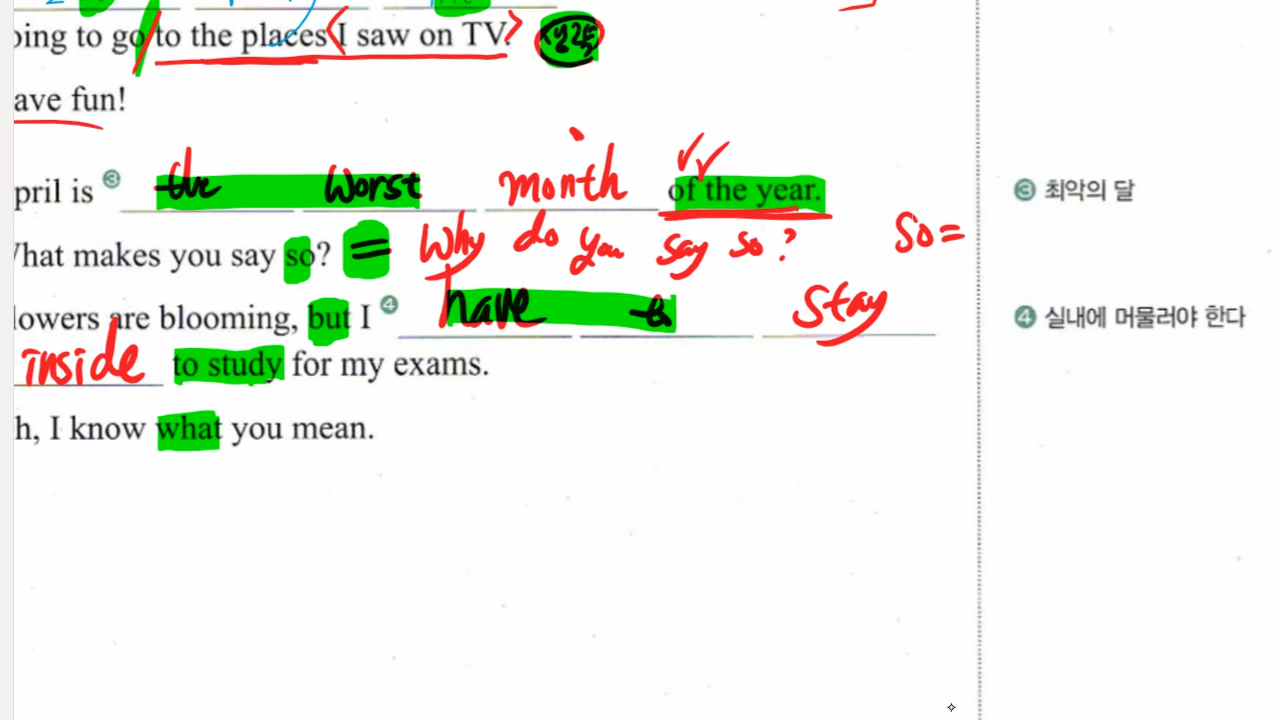 oing to go to the places I saw on TV.
ave fun!
pril is ③ the worst month of the year. ③ 최악의 달
hat makes you say so? = Why do you say so? So=
lowers are blooming, but I ④ have to stay ④ 실내에 머물러야 한다
inside to study for my exams.
h, I know what you mean.